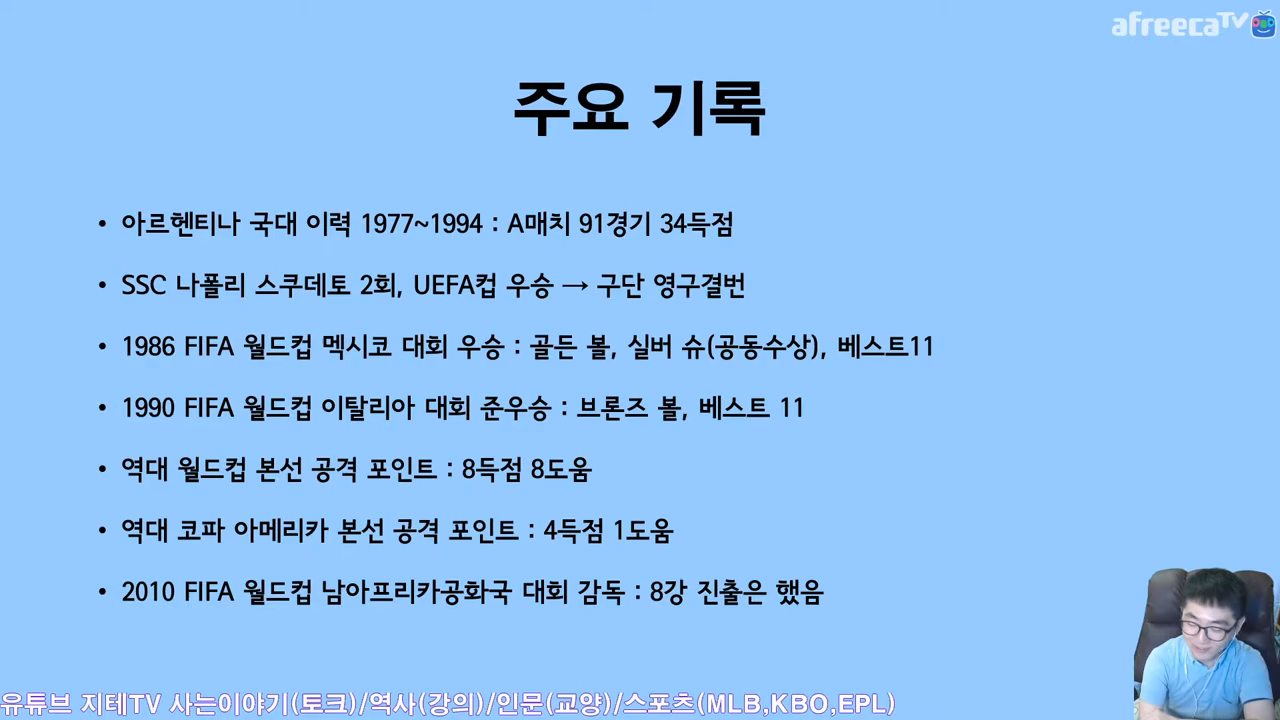 afreecaTV
주요 기록
• 아르헨티나 국대 이력 1977~1994 : A매치 91경기 34득점
• SSC 나폴리 스쿠데토 2회, UEFA컵 우승 → 구단 영구결번
• 1986 FIFA 월드컵 멕시코 대회 우승 : 골든 볼, 실버 슈(공동수상), 베스트11
• 1990 FIFA 월드컵 이탈리아 대회 준우승 : 브론즈 볼, 베스트 11
• 역대 월드컵 본선 공격 포인트 : 8득점 8도움
• 역대 코파 아메리카 본선 공격 포인트 : 4득점 1도움
• 2010 FIFA 월드컵 남아프리카공화국 대회 감독 : 8강 진출은 했음
유튜브 지테TV 사는이야기(토크)/역사(강의)/인문(교양)/스포츠(MLB,KBO,EPL)